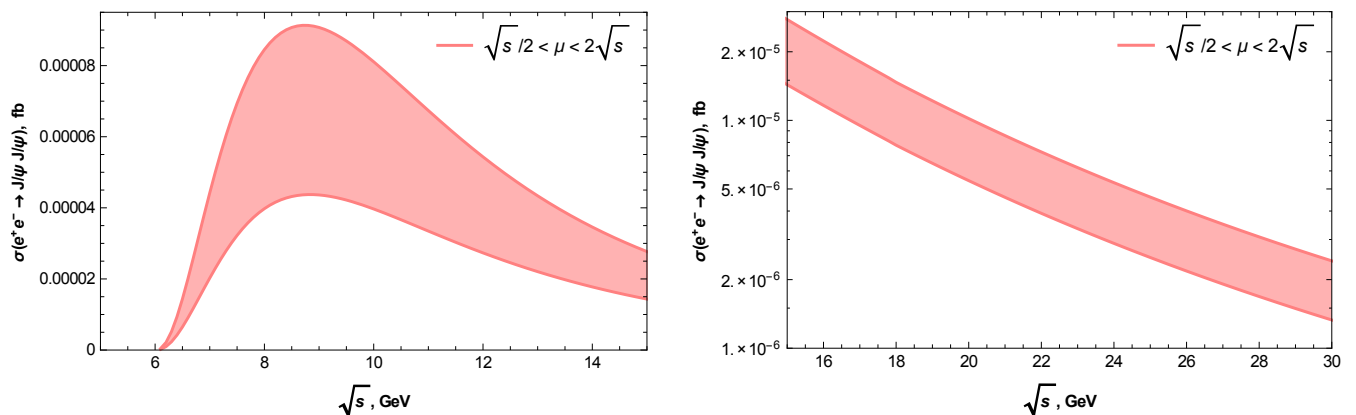 √s /2 < μ < 2√s
0.00008
0.00006
0.00004
0.00002
0
σ(e⁺e⁻ → J/ψ J/ψ), fb
6 8 10 12 14
√s , GeV
√s /2 < μ < 2√s
2. × 10⁻⁵
1. × 10⁻⁵
5. × 10⁻⁶
2. × 10⁻⁶
1. × 10⁻⁶
σ(e⁺e⁻ → J/ψ J/ψ), fb
16 18 20 22 24 26 28 30
√s , GeV